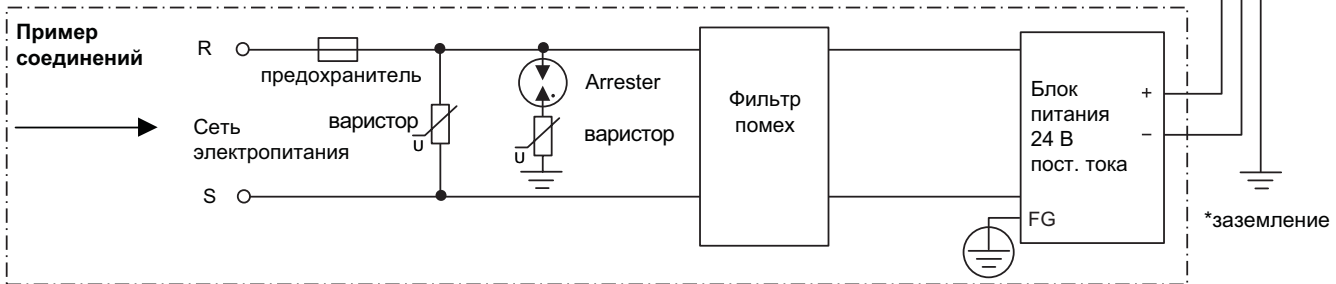 Пример
соединений
R
предохранитель
Arrester
варистор
U
варистор
U
Сеть
электропитания
S
Фильтр
помех
Блок
питания
24 В
пост. тока
+
−
FG
*заземление